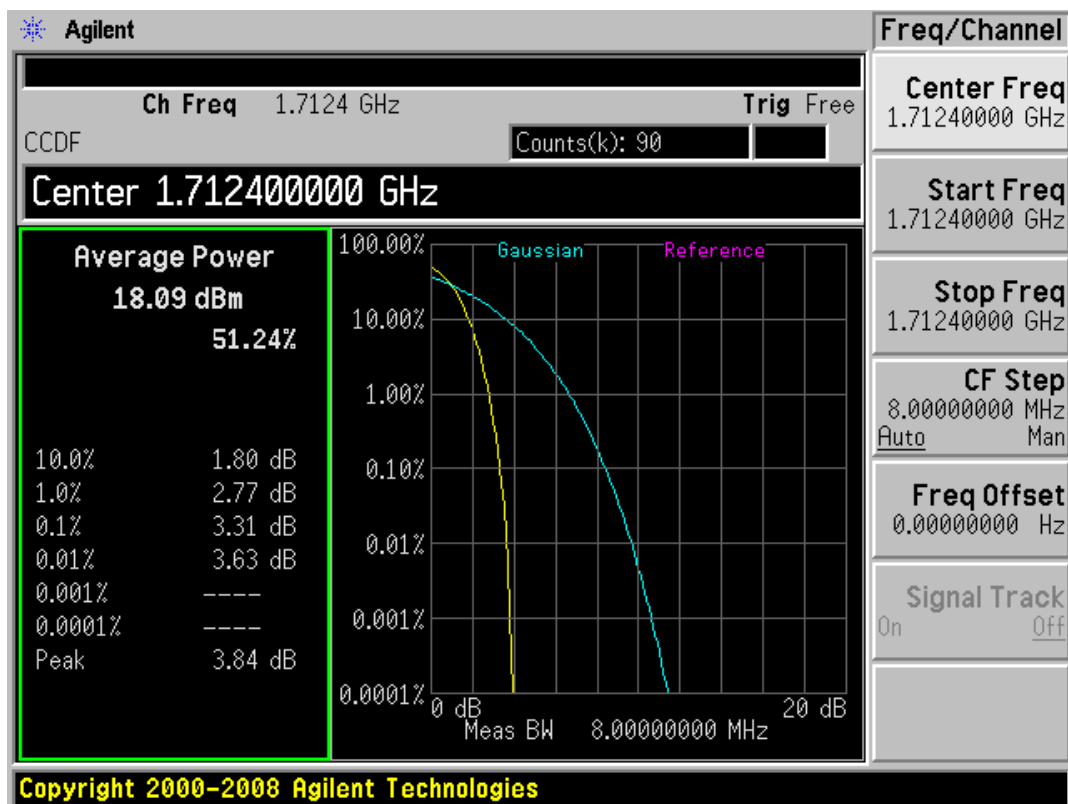 Agilent
Freq/Channel
Ch Freq 1.7124 GHz Trig Free
CCDF Counts(k): 90
Center 1.712400000 GHz
Average Power
18.09 dBm
51.24%
10.0% 1.80 dB
1.0% 2.77 dB
0.1% 3.31 dB
0.01% 3.63 dB
0.001% ----
0.0001% ----
Peak 3.84 dB
Gaussian Reference
100.00%
10.00%
1.00%
0.10%
0.01%
0.001%
0.0001%
0 dB 20 dB
Meas BW 8.00000000 MHz
Center Freq
1.71240000 GHz
Start Freq
1.71240000 GHz
Stop Freq
1.71240000 GHz
CF Step
8.00000000 MHz
Auto Man
Freq Offset
0.00000000 Hz
Signal Track
On Off
Copyright 2000-2008 Agilent Technologies